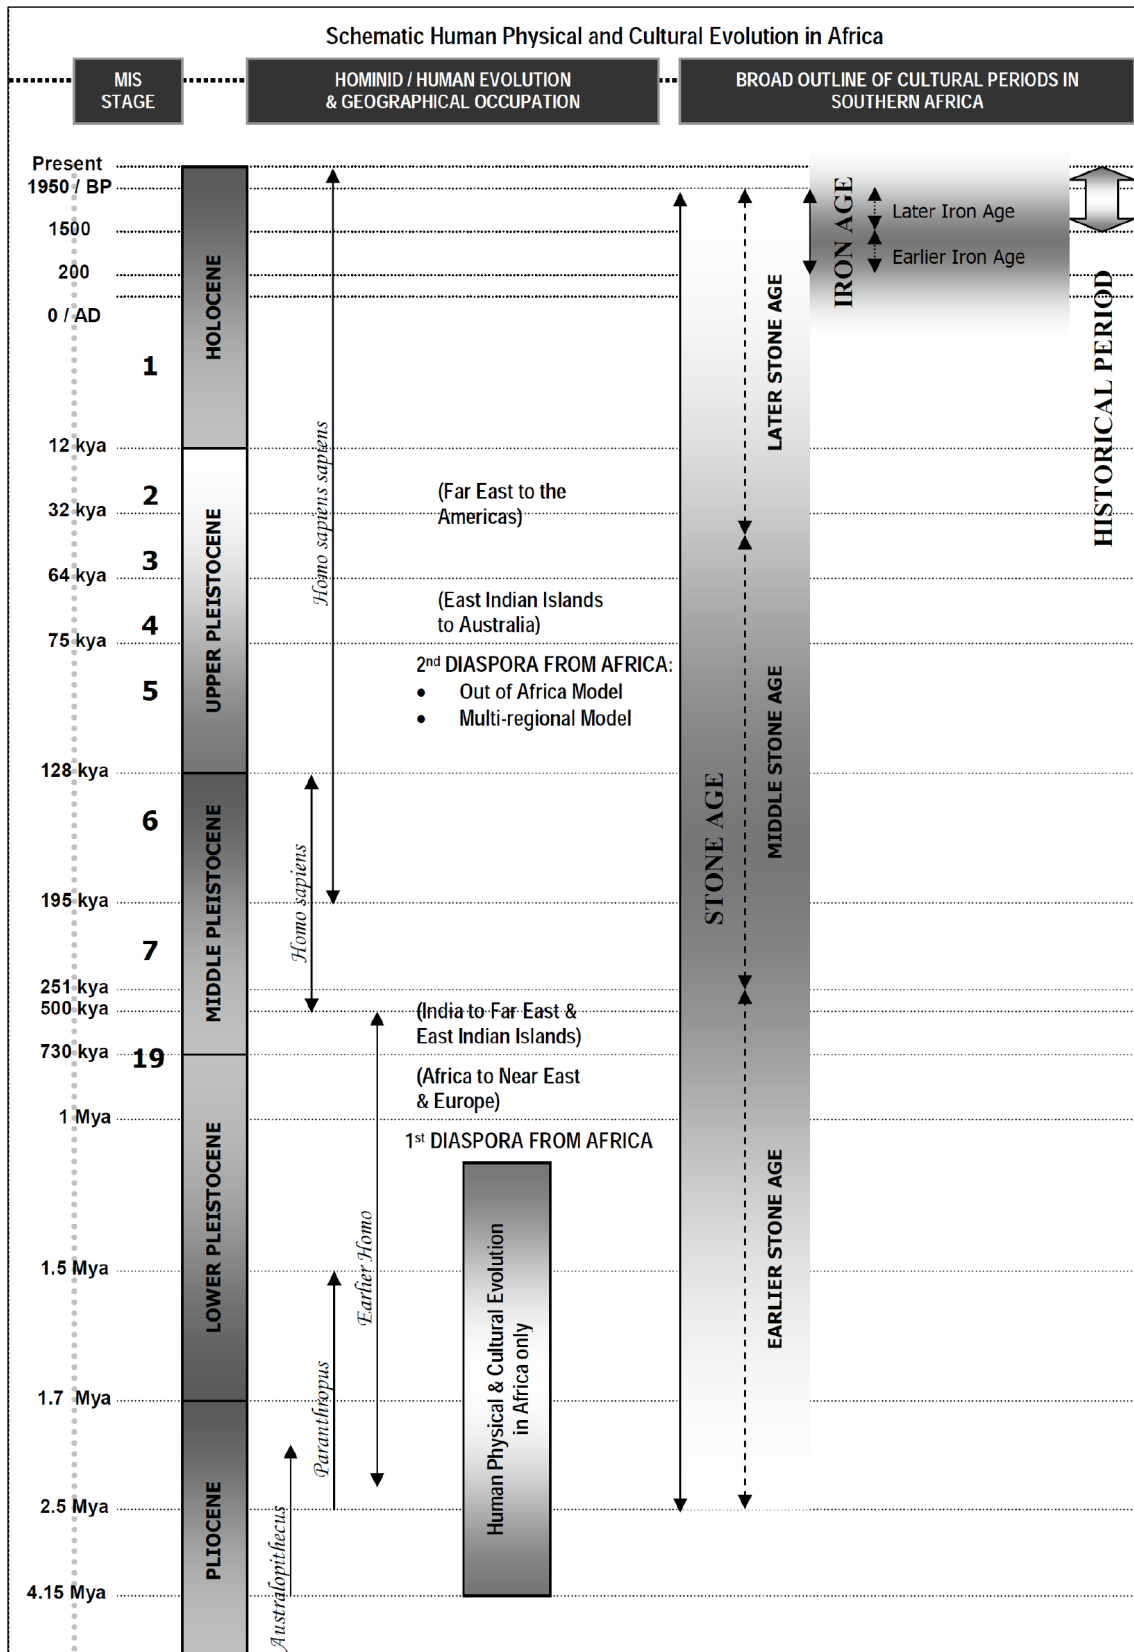 Schematic Human Physical and Cultural Evolution in Africa
MIS
STAGE
HOMINID / HUMAN EVOLUTION
& GEOGRAPHICAL OCCUPATION
BROAD OUTLINE OF CULTURAL PERIODS IN
SOUTHERN AFRICA
Present
1950 / BP
1500
200
0 / AD
12 kya
32 kya
64 kya
75 kya
128 kya
195 kya
251 kya
500 kya
730 kya
1 Mya
1.5 Mya
1.7 Mya
2.5 Mya
4.15 Mya
1
2
3
4
5
6
7
19
HOLOCENE
UPPER PLEISTOCENE
MIDDLE PLEISTOCENE
LOWER PLEISTOCENE
PLIOCENE
Homo sapiens sapiens
Homo sapiens
Earlier Homo
Paranthropus
Australopithecus
(Far East to the
Americas)
(East Indian Islands
to Australia)
2nd DIASPORA FROM AFRICA:
• Out of Africa Model
• Multi-regional Model
(India to Far East &
East Indian Islands)
(Africa to Near East
& Europe)
1st DIASPORA FROM AFRICA
Human Physical & Cultural Evolution
in Africa only
STONE AGE
LATER STONE AGE
MIDDLE STONE AGE
EARLIER STONE AGE
IRON AGE
Later Iron Age
Earlier Iron Age
HISTORICAL PERIOD